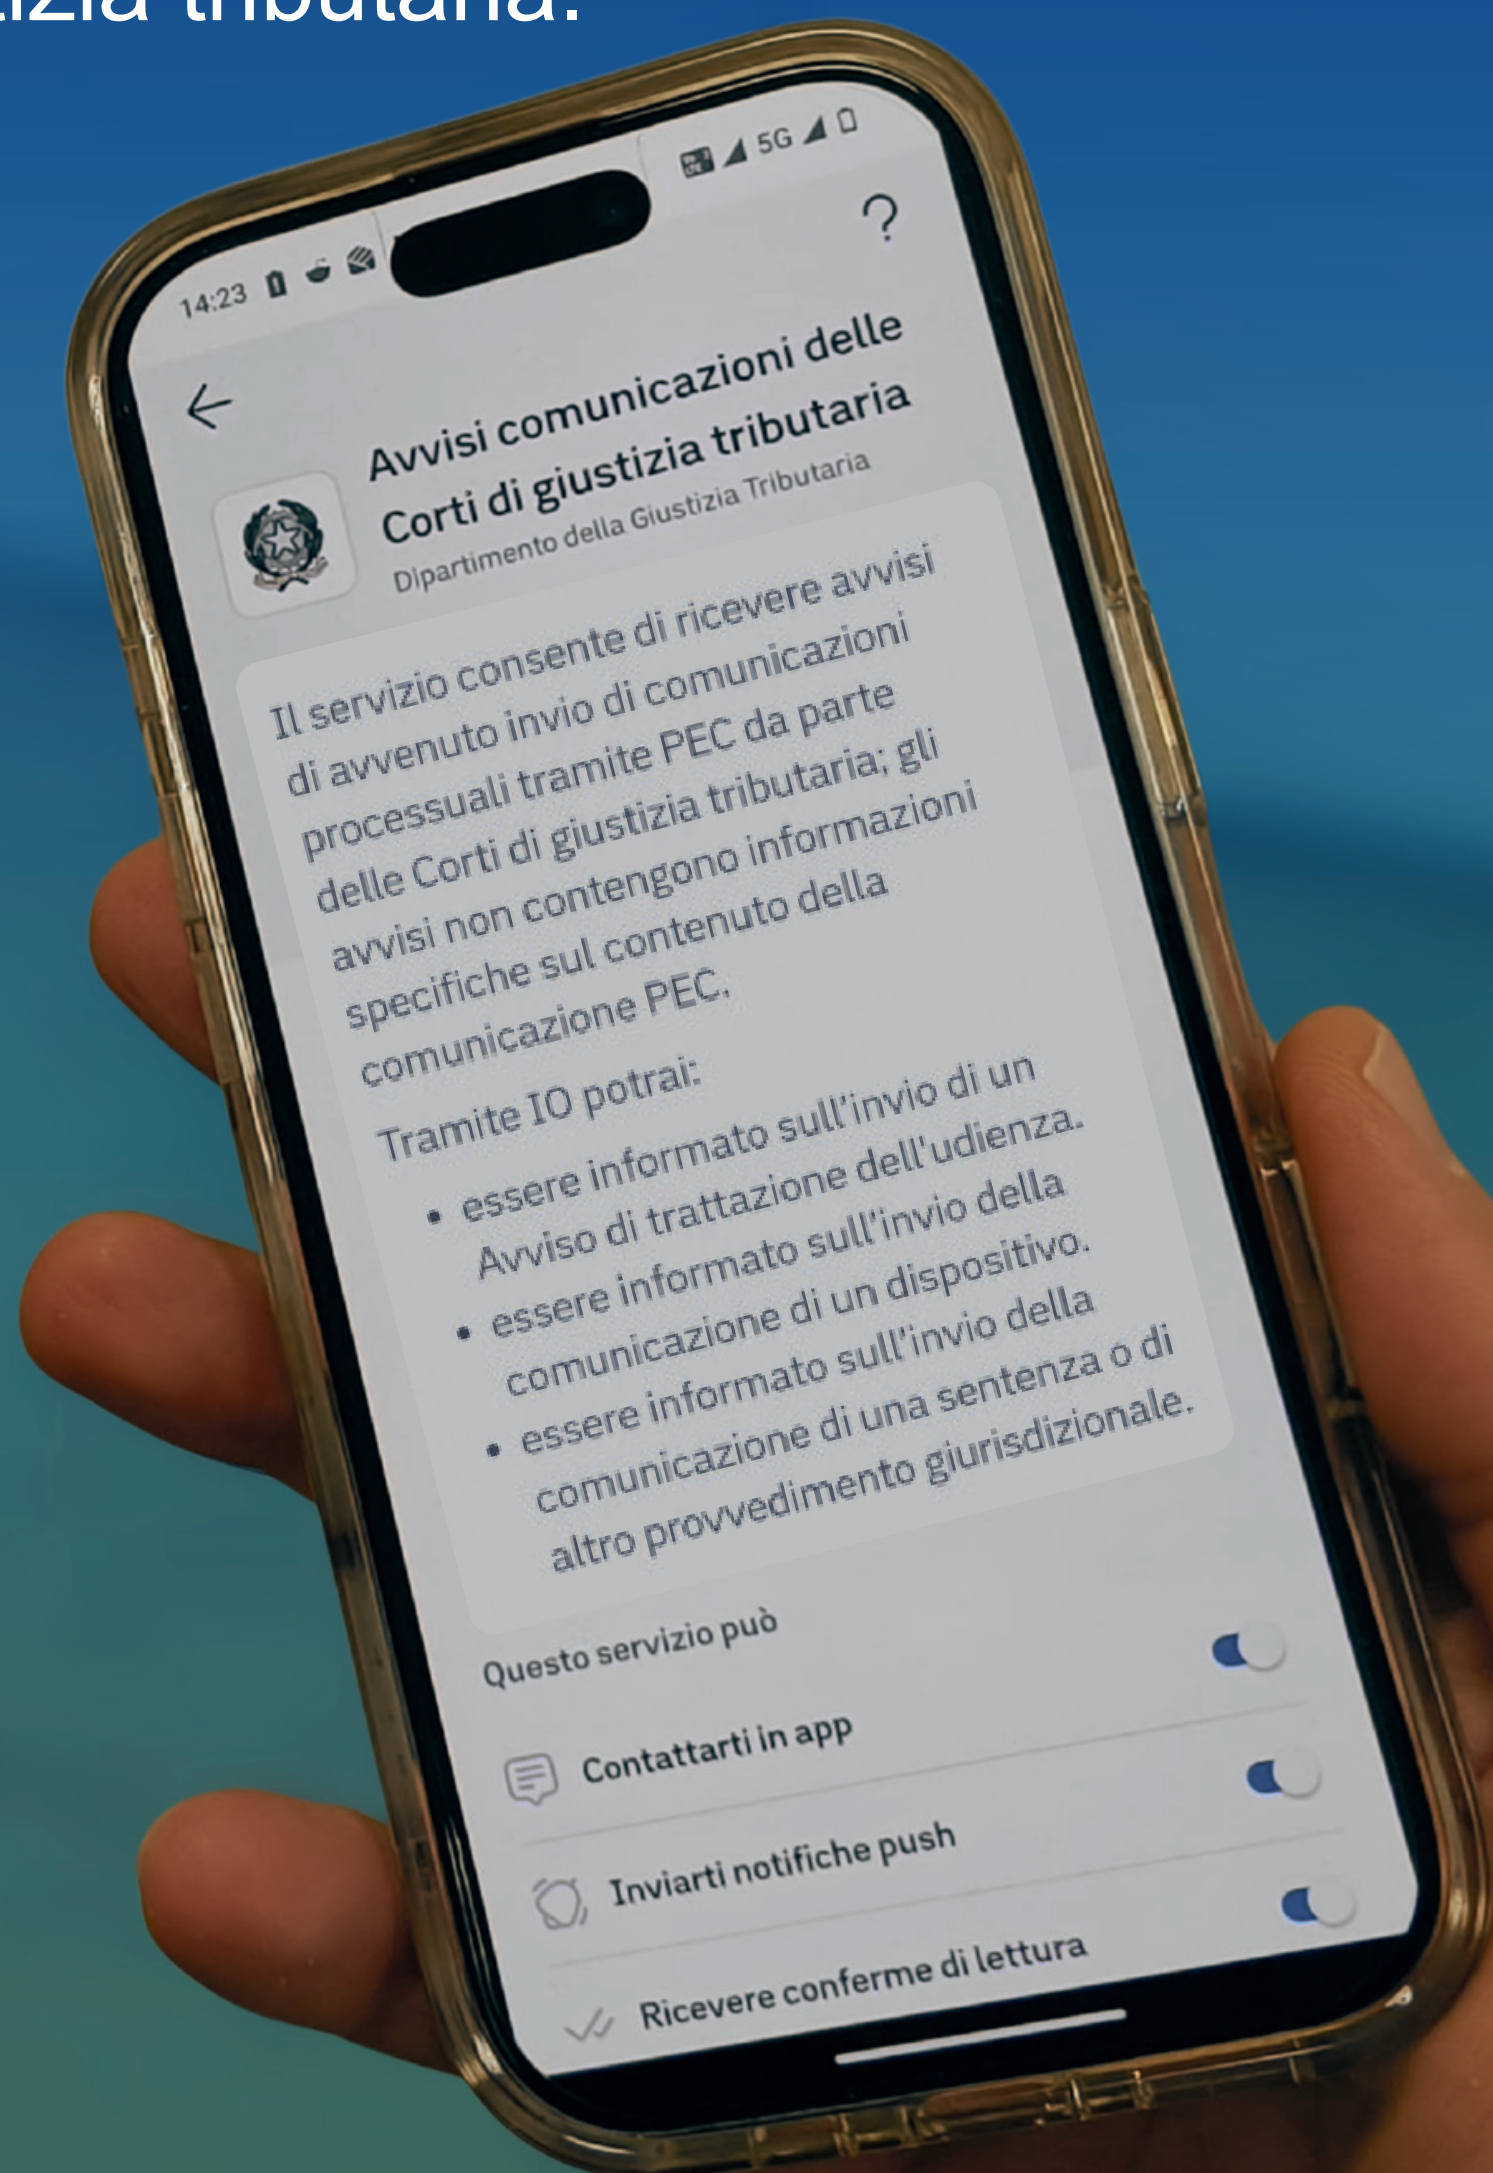 tizia tributaria.
14:23
5G
?
Avvisi comunicazioni delle
Corti di giustizia tributaria
Dipartimento della Giustizia Tributaria
Il servizio consente di ricevere avvisi
di avvenuto invio di comunicazioni
processuali tramite PEC da parte
delle Corti di giustizia tributaria; gli
avvisi non contengono informazioni
specifiche sul contenuto della
comunicazione PEC.
Tramite IO potrai:
• essere informato sull'invio di un
Avviso di trattazione dell'udienza.
• essere informato sull'invio della
comunicazione di un dispositivo.
• essere informato sull'invio della
comunicazione di una sentenza o di
altro provvedimento giurisdizionale.
Questo servizio può
Contattarti in app
Inviarti notifiche push
Ricevere conferme di lettura